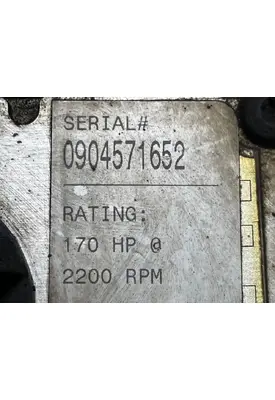 SERIAL#
0904571652
RATING:
170 HP @
2200 RPM